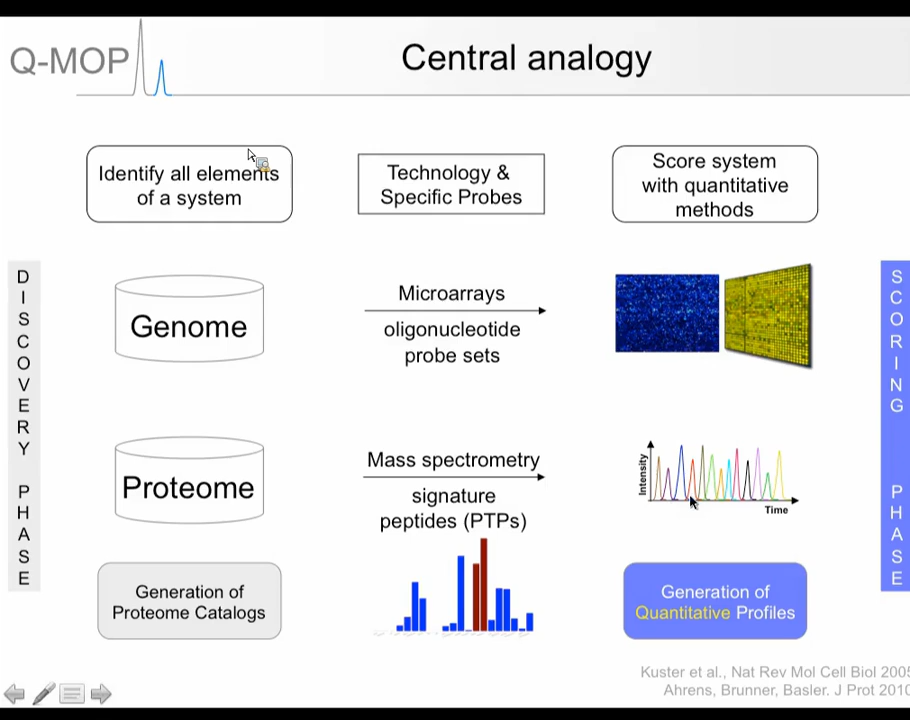 Q-MOP
Central analogy
Identify all elements
of a system
Technology &
Specific Probes
Score system
with quantitative
methods
DISCOVERY PHASE
Genome
Microarrays
oligonucleotide
probe sets
Proteome
Mass spectrometry
signature
peptides (PTPs)
Intensity
Time
SCORING PHASE
Generation of
Proteome Catalogs
Generation of
Quantitative Profiles
Kuster et al., Nat Rev Mol Cell Biol 2005
Ahrens, Brunner, Basler. J Prot 2010